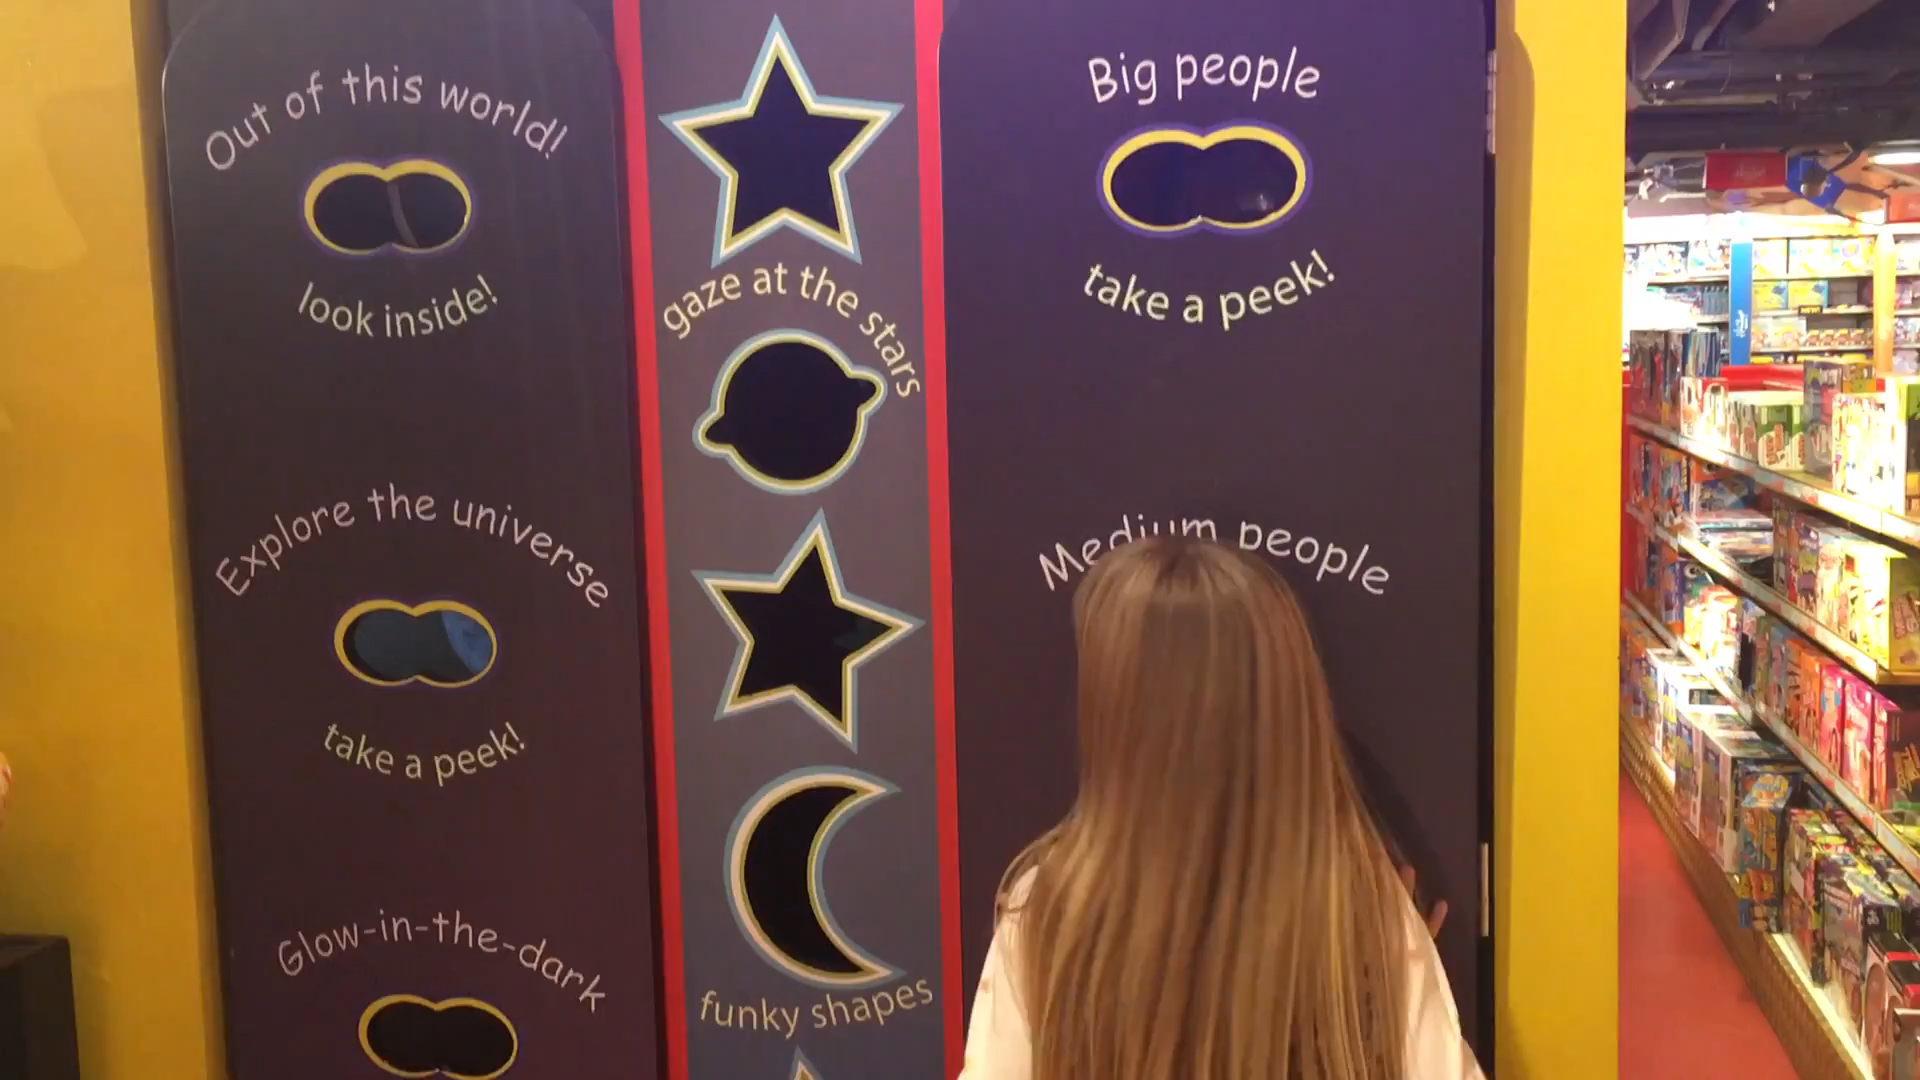 Out of this world!
look inside!
Explore the universe
take a peek!
Glow-in-the-dark
gaze at the stars
funky shapes
Big people
take a peek!
Medium people